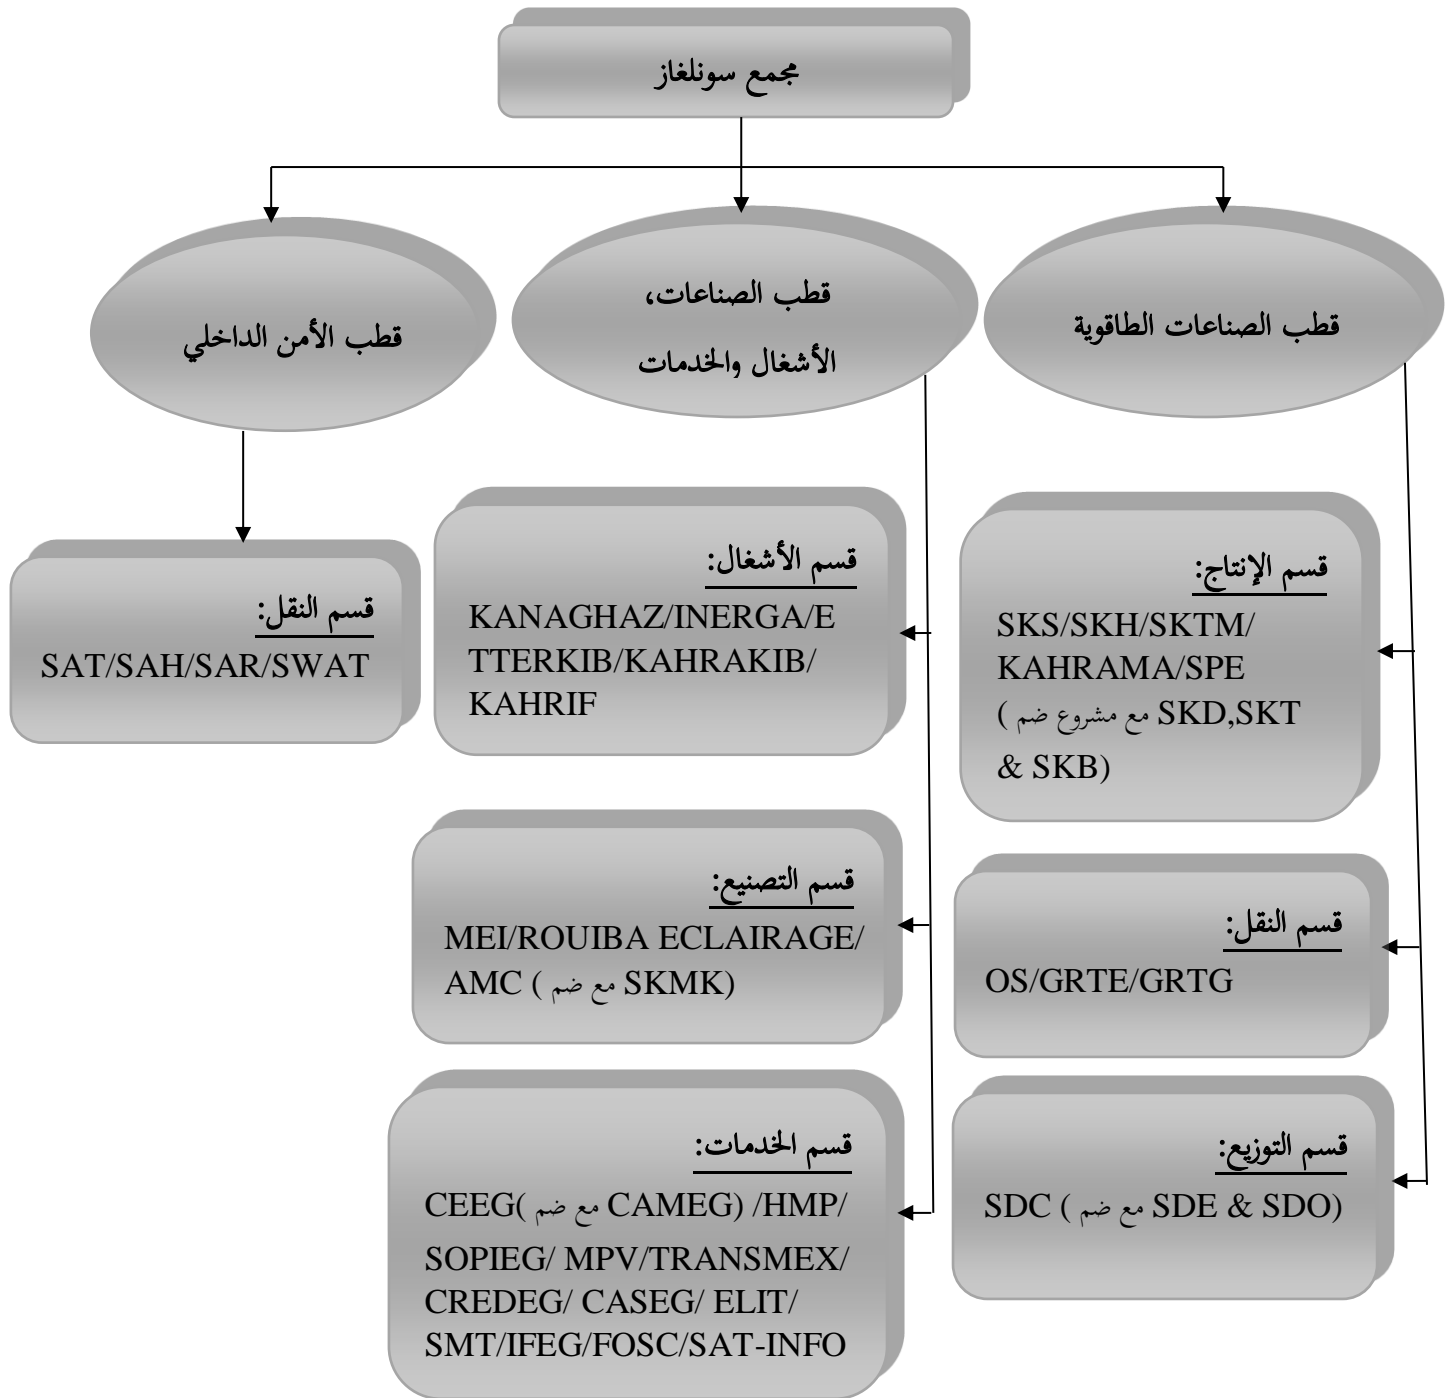 مجمع سونلغاز
قطب الصناعات الطاقوية
قطب الصناعات،
الأشغال والخدمات
قطب الأمن الداخلي
قسم الإنتاج:
SKS/SKH/SKTM/
KAHRAMA/SPE
( مع مشروع ضم SKD,SKT
& SKB)
قسم النقل:
OS/GRTE/GRTG
قسم التوزيع:
SDC ( مع ضم SDE & SDO)
قسم الأشغال:
KANAGHAZ/INERGA/E
TTERKIB/KAHRAKIB/
KAHRIF
قسم التصنيع:
MEI/ROUIBA ECLAIRAGE/
AMC ( مع ضم SKMK)
قسم الخدمات:
CEEG( مع ضم CAMEG) /HMP/
SOPIEG/ MPV/TRANSMEX/
CREDEG/ CASEG/ ELIT/
SMT/IFEG/FOSC/SAT-INFO
قسم النقل:
SAT/SAH/SAR/SWAT